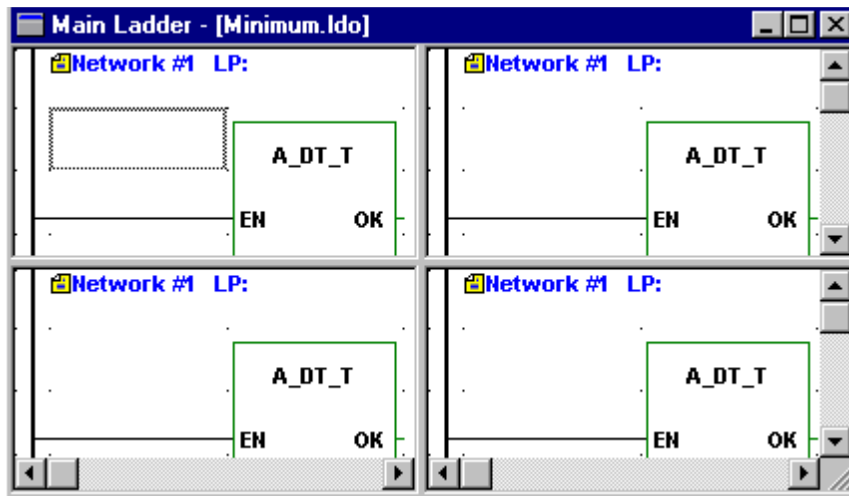 Main Ladder - [Minimum.ldo]
Network #1 LP:
A_DT_T
EN OK
Network #1 LP:
A_DT_T
EN OK
Network #1 LP:
A_DT_T
EN OK
Network #1 LP:
A_DT_T
EN OK